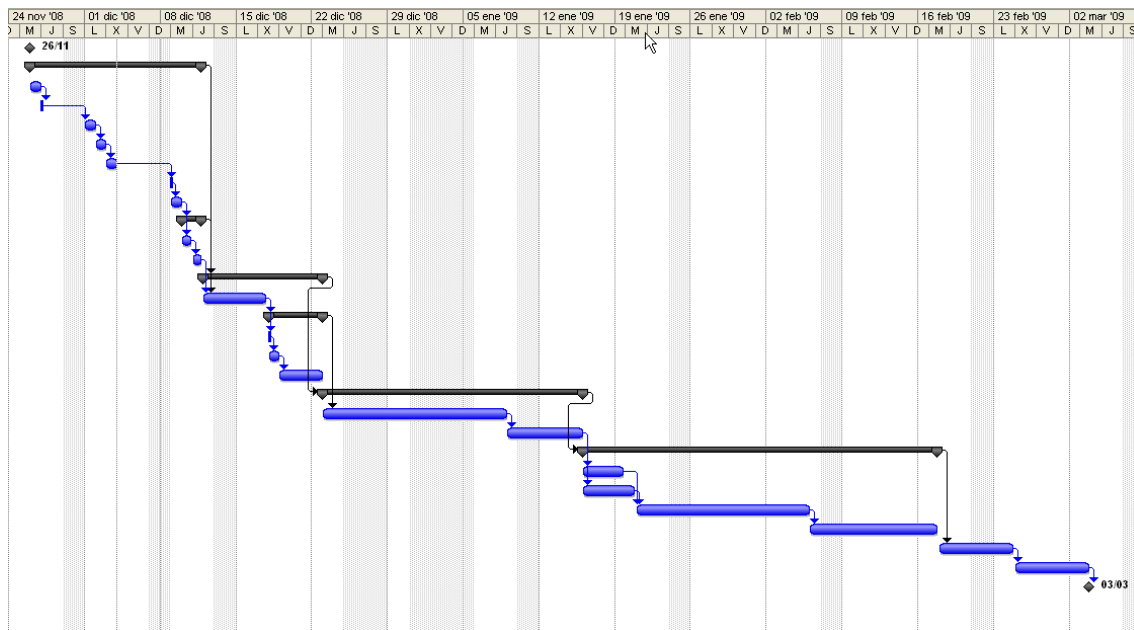 24 nov '08 01 dic '08 08 dic '08 15 dic '08 22 dic '08 29 dic '08 05 ene '09 12 ene '09 19 ene '09 26 ene '09 02 feb '09 09 feb '09 16 feb '09 23 feb '09 02 mar '09
M J S L X V D M J S L X V D M J S L X V D M J S L X V D M J S L X V D M J S L X V D M J S L X V D M J S
26/11
03/03